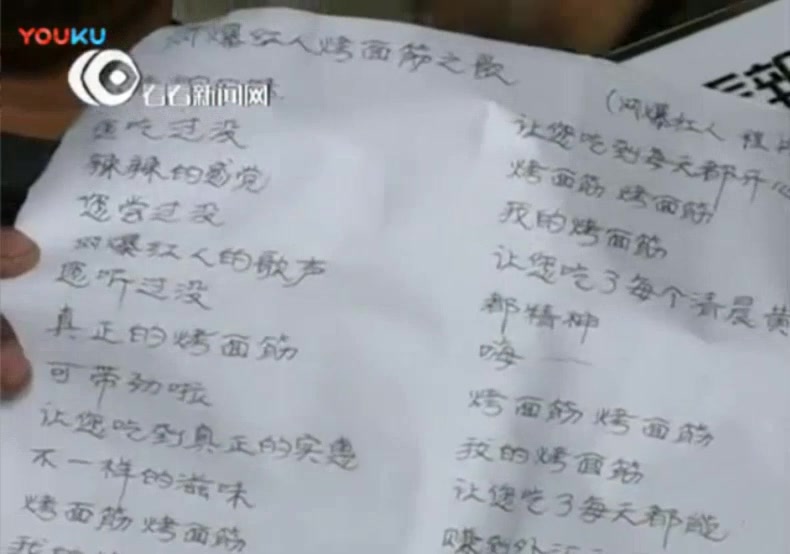 YOUKU
看看新闻网
网爆红人烤面筋之歌
您吃过没
辣辣的感觉
您尝过没
网爆红人的歌声
您听过没
真正的烤面筋
可带劲啦
让您吃到真正的实惠
不一样的滋味
烤面筋烤面筋
(网爆红人
让您吃到每天都开心
烤面筋 烤面筋
我的烤面筋
让您吃了每个清晨黄
都精神
嗨——
烤面筋烤面筋
我的烤面筋
让您吃了每天都能